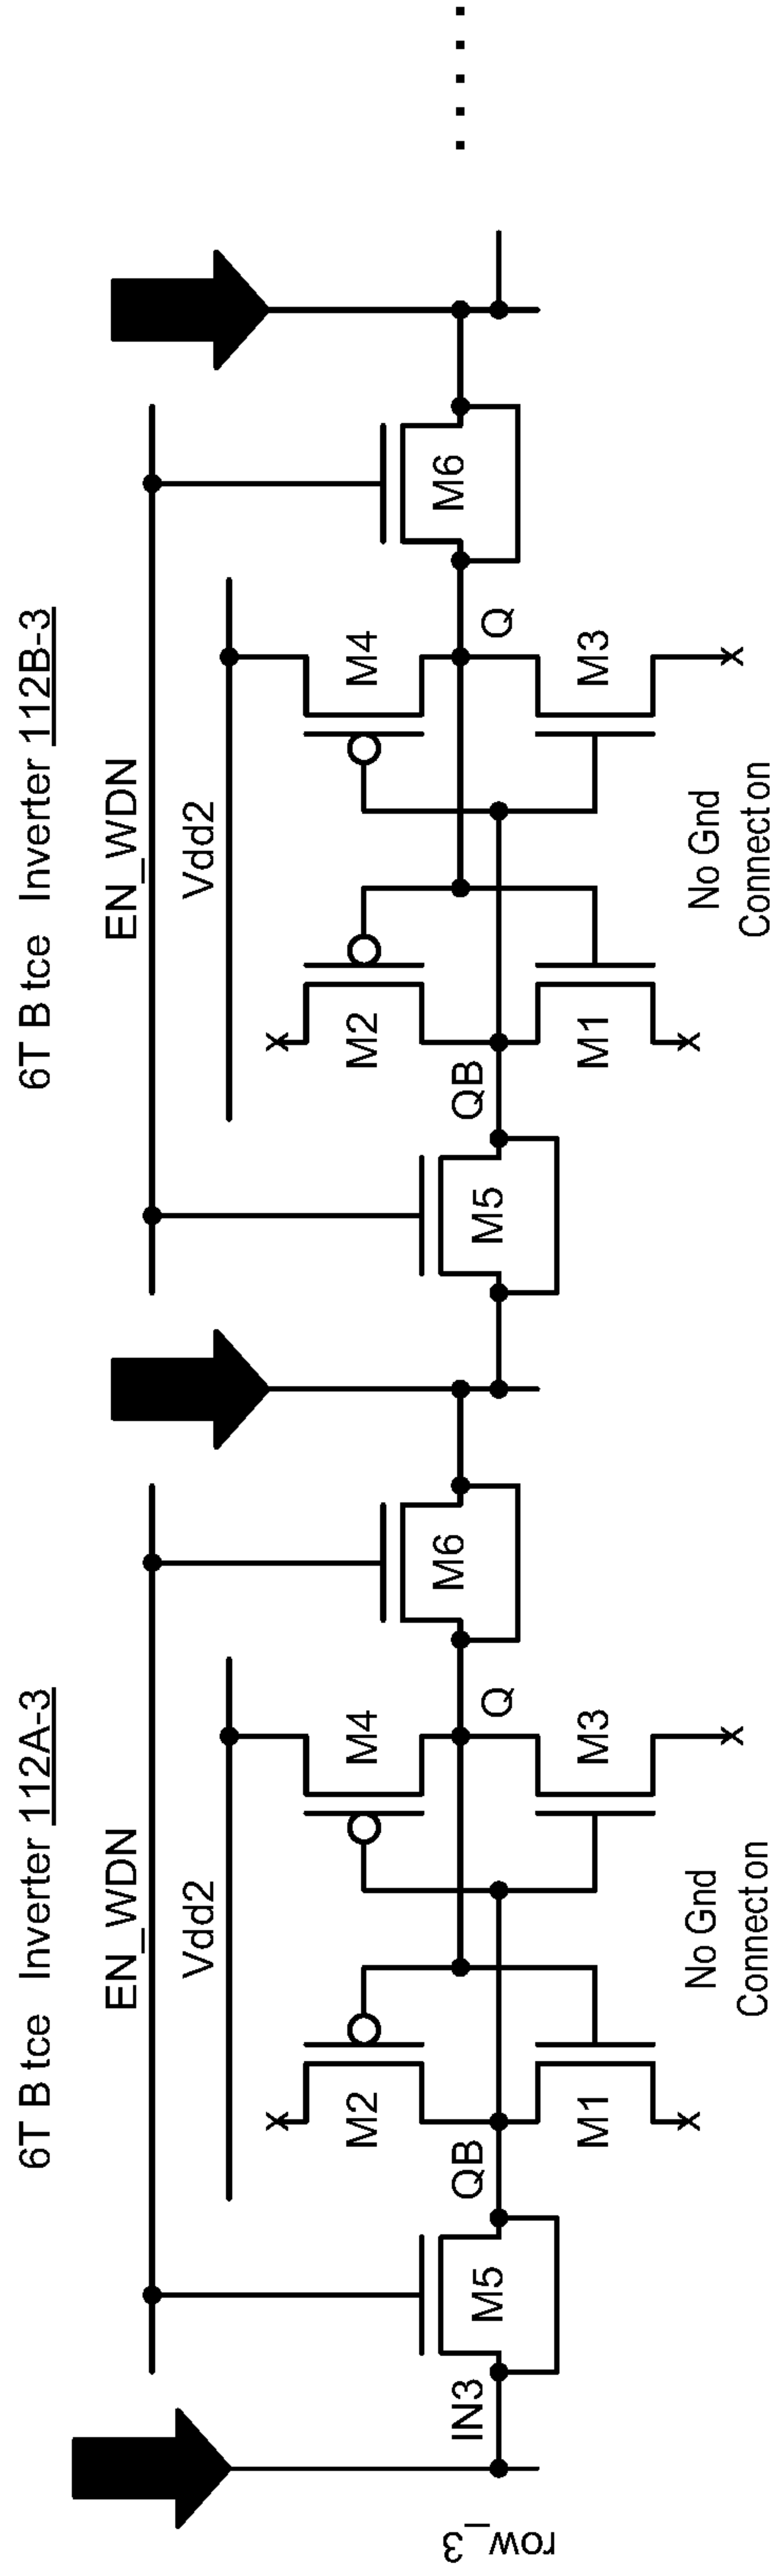 6T B tce Inverter 112A-3
6T B tce Inverter 112B-3
EN_WDN
EN_WDN
Vdd2
Vdd2
M2
M4
M2
M4
IN3
QB
Q
M6
QB
Q
M6
M5
M5
row_3
M1
M3
M1
M3
No Gnd
Connect on
No Gnd
Connect on